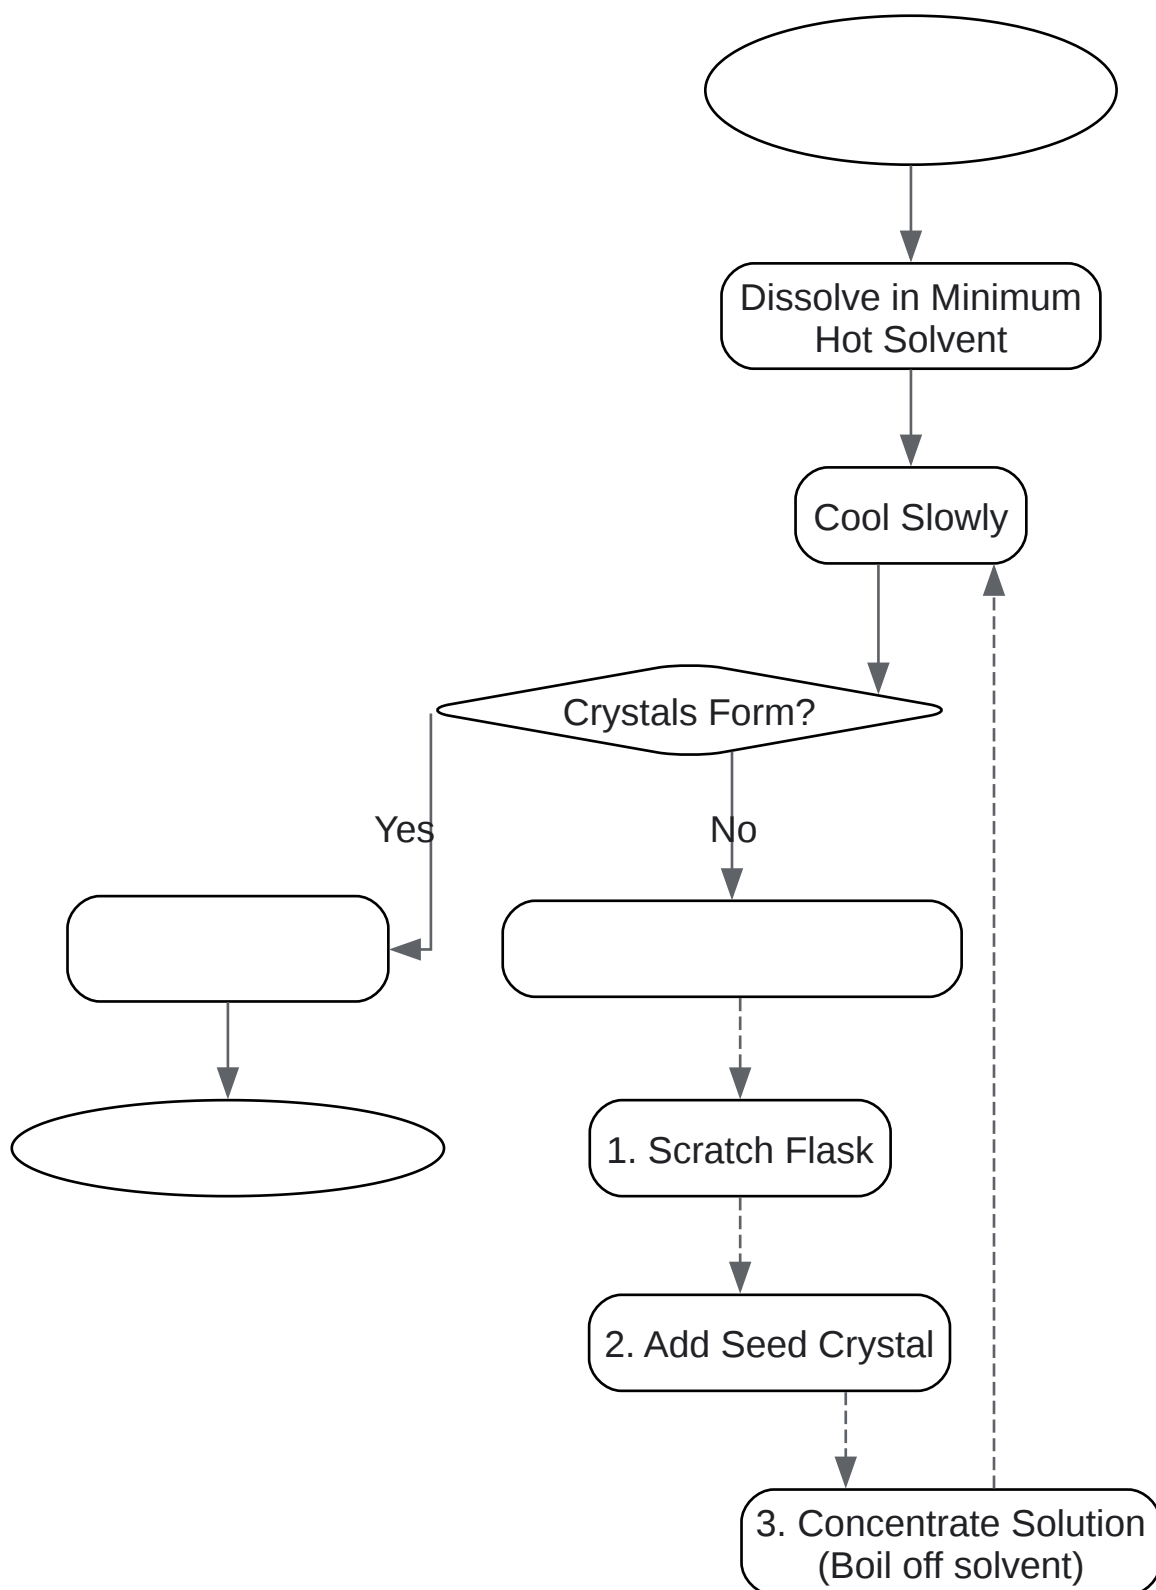 Dissolve in Minimum
Hot Solvent
Cool Slowly
Crystals Form?
Yes
No
1. Scratch Flask
2. Add Seed Crystal
3. Concentrate Solution
(Boil off solvent)